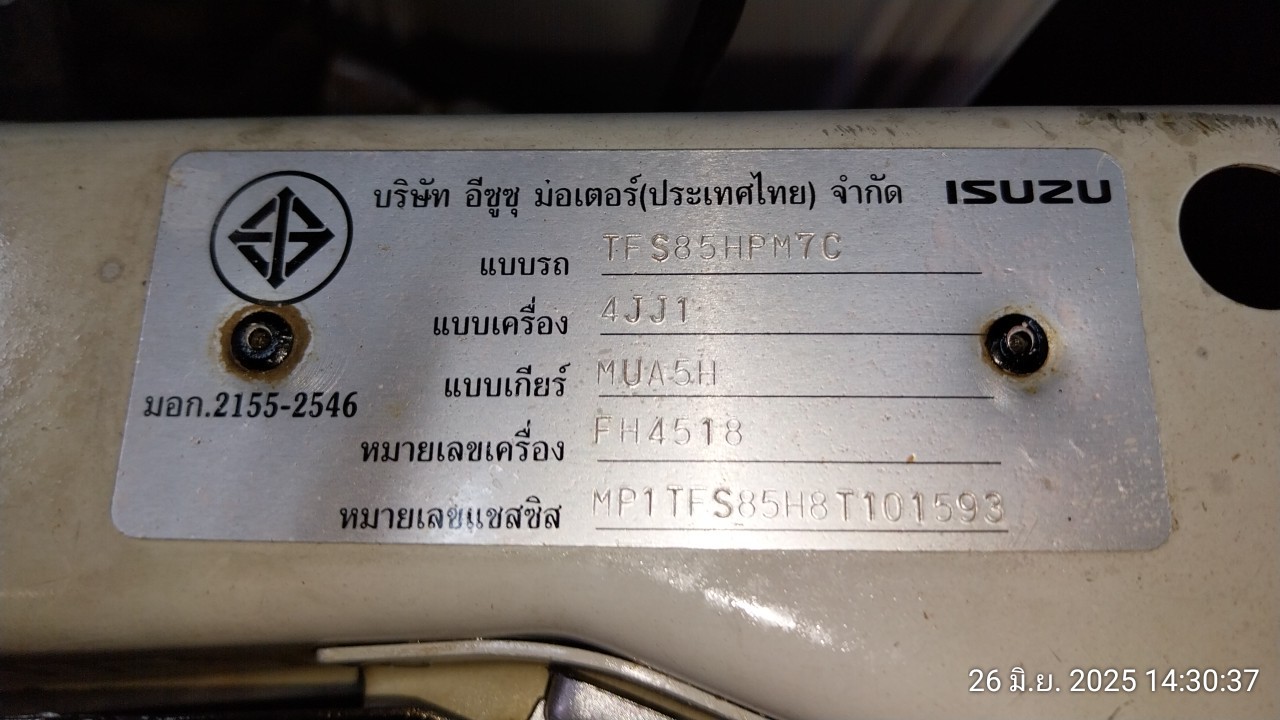 บริษัท อีซูซุ มอเตอร์(ประเทศไทย) จำกัด ISUZU
แบบรถ TFS85HPM7C
แบบเครื่อง 4JJ1
แบบเกียร์ MUA5H
มอก.2155-2546
หมายเลขเครื่อง FH4518
หมายเลขแชสซิส MP1TFS85H8T101593
26 มิ.ย. 2025 14:30:37